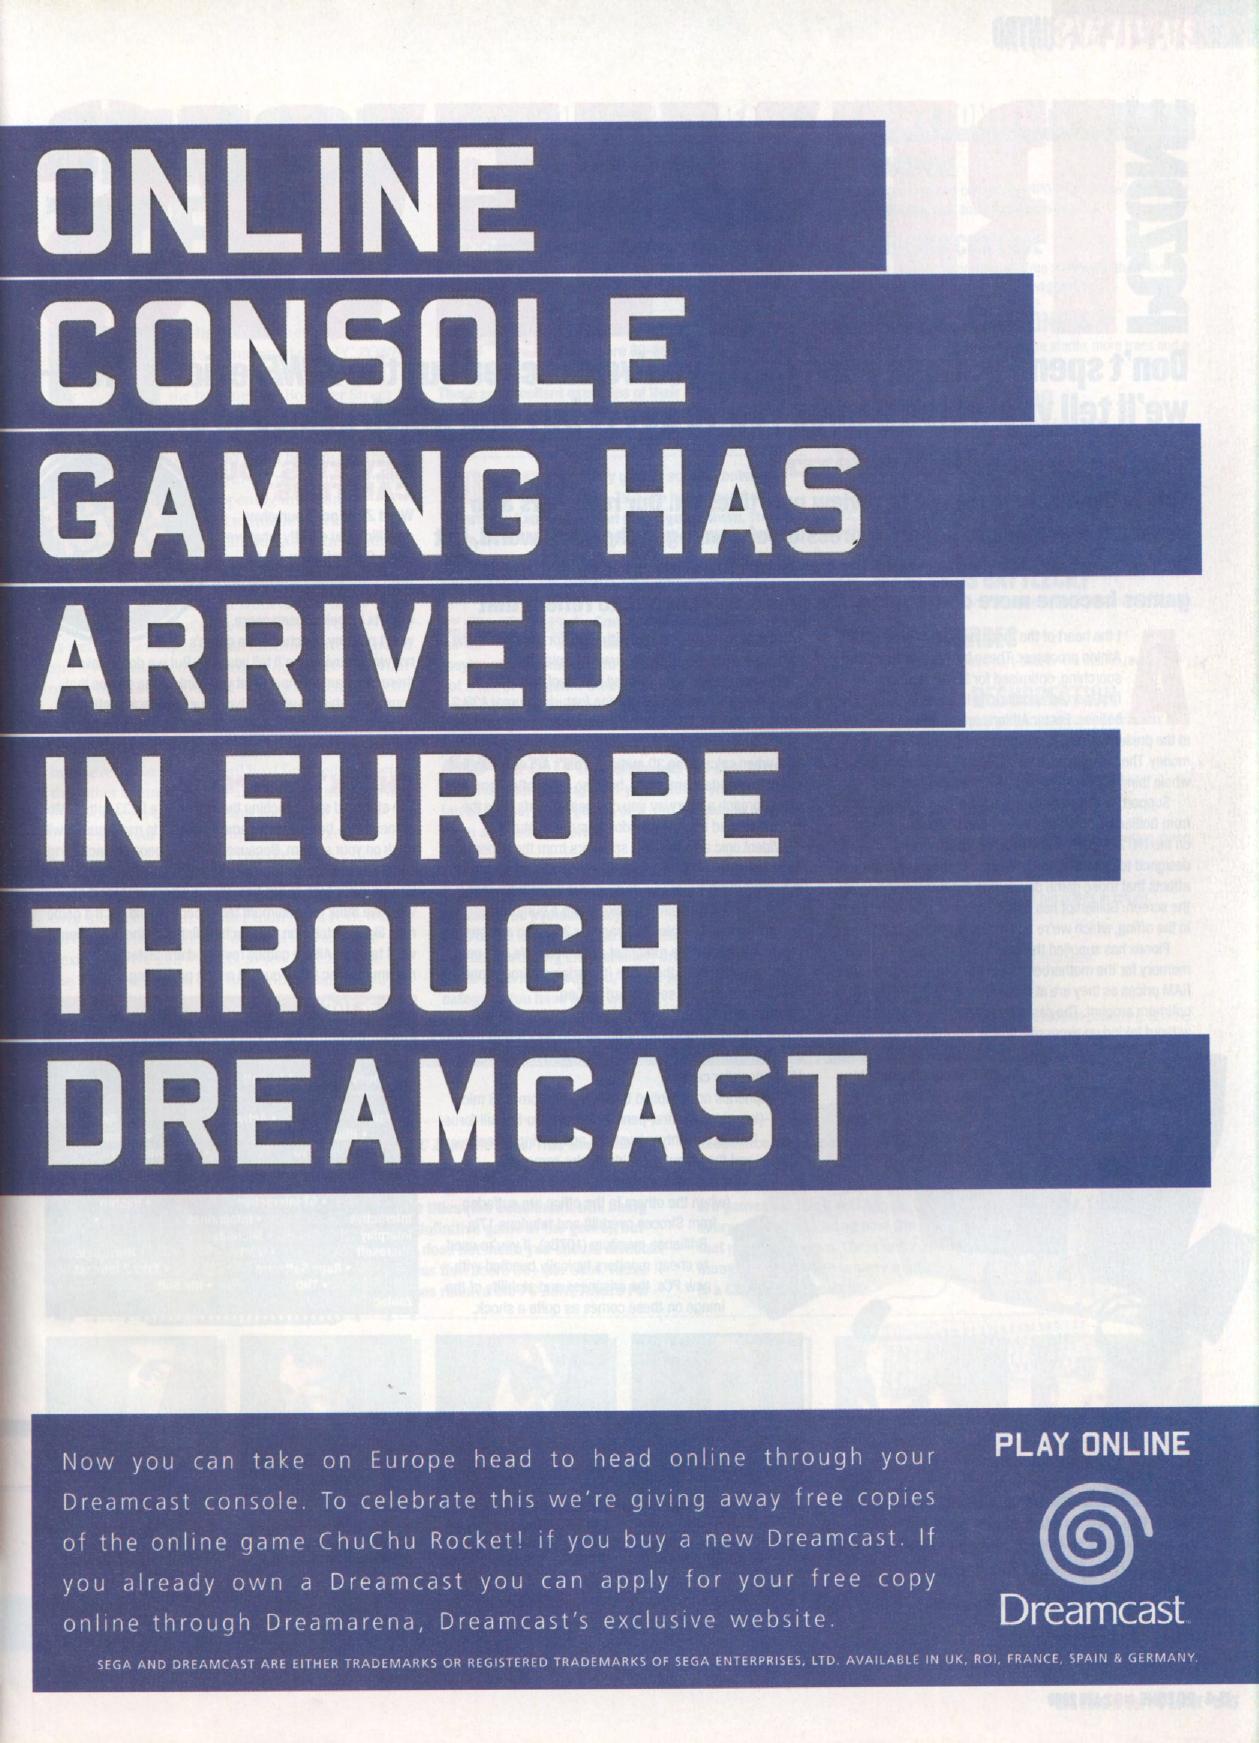 ONLINE
CONSOLE
GAMING HAS
ARRIVED
IN EUROPE
THROUGH
DREAMCAST
Now you can take on Europe head to head online through your
Dreamcast console. To celebrate this we're giving away free copies
of the online game ChuChu Rocket! if you buy a new Dreamcast. If
you already own a Dreamcast you can apply for your free copy
online through Dreamarena, Dreamcast's exclusive website.
PLAY ONLINE
Dreamcast
SEGA AND DREAMCAST ARE EITHER TRADEMARKS OR REGISTERED TRADEMARKS OF SEGA ENTERPRISES, LTD. AVAILABLE IN UK, ROI, FRANCE, SPAIN & GERMANY.